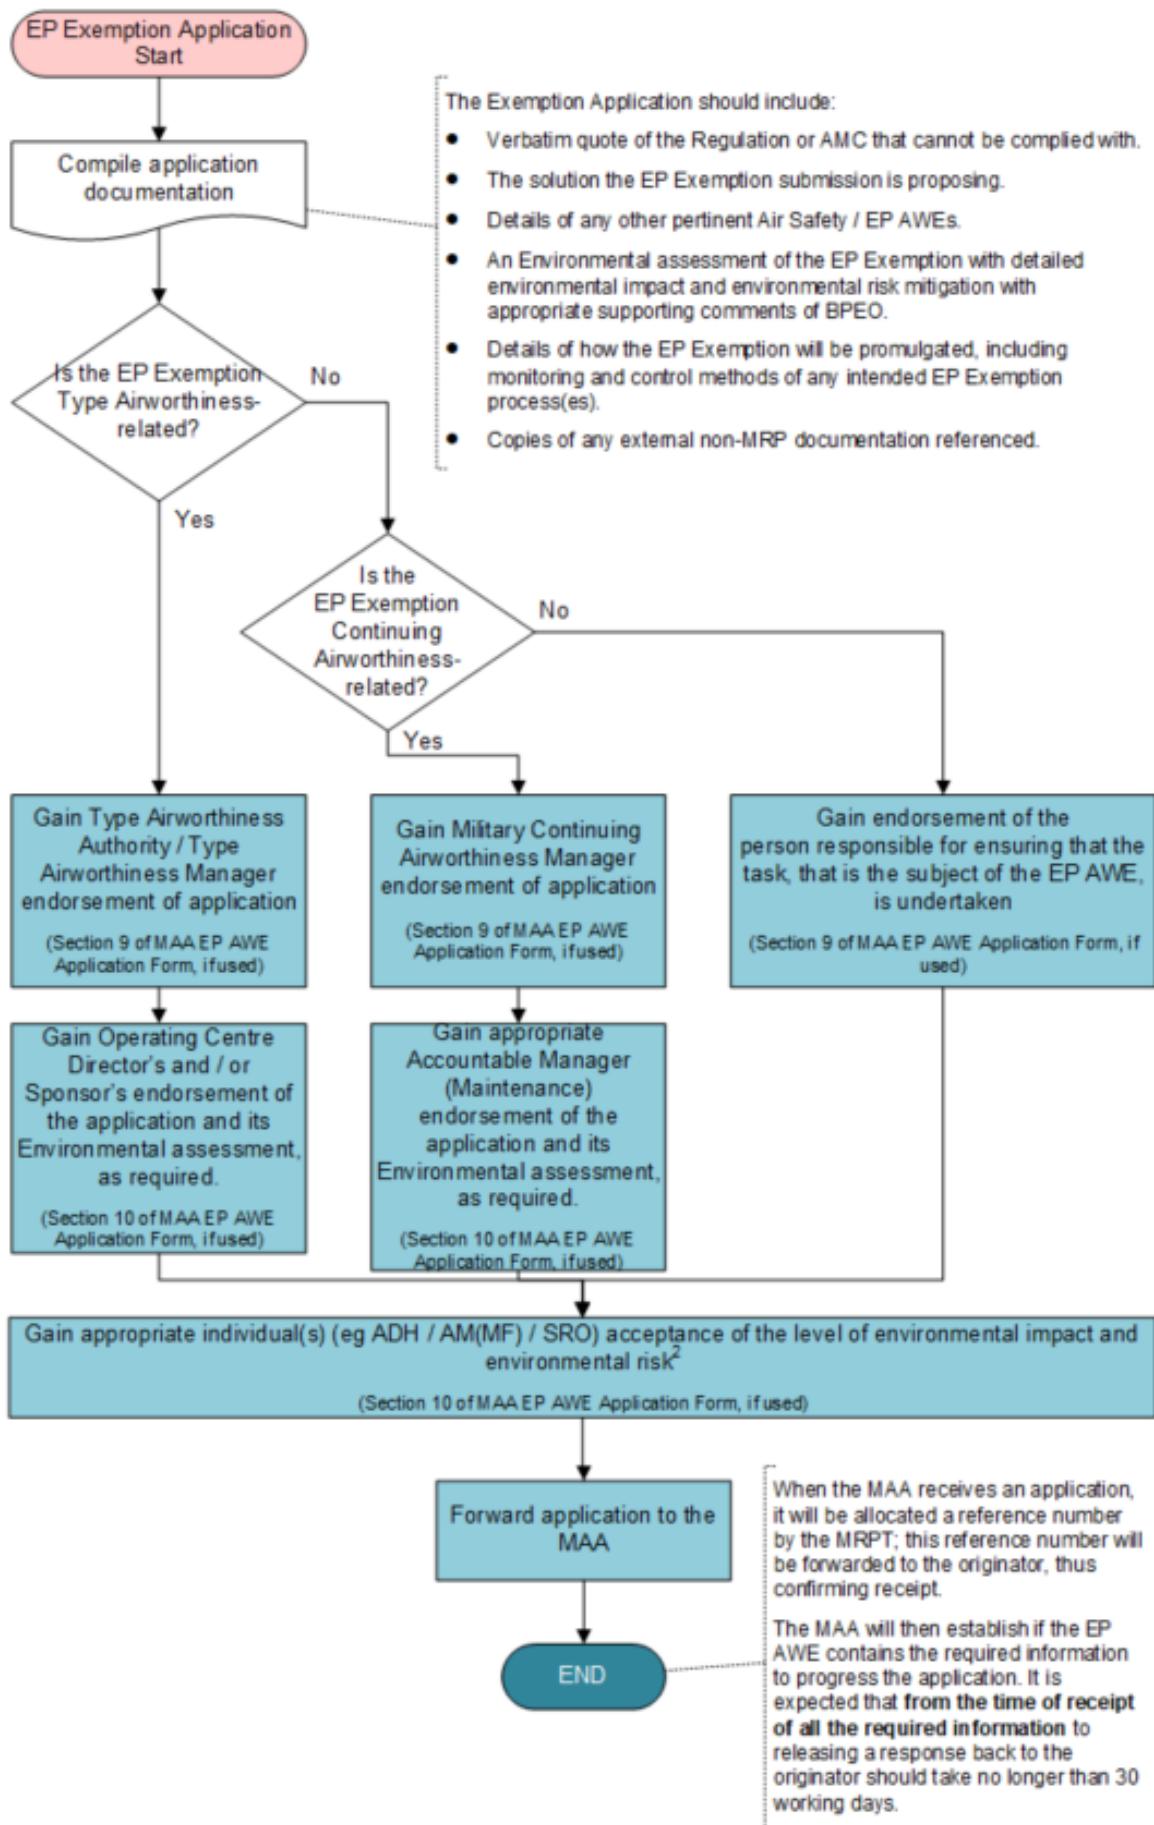 EP Exemption Application
Start
The Exemption Application should include:
● Verbatim quote of the Regulation or AMC that cannot be complied with.
Compile application
documentation
● The solution the EP Exemption submission is proposing.
● Details of any other pertinent Air Safety / EP AWEs.
● An Environmental assessment of the EP Exemption with detailed
environmental impact and environmental risk mitigation with
appropriate supporting comments of BPEO.
● Details of how the EP Exemption will be promulgated, including
monitoring and control methods of any intended EP Exemption
process(es).
● Copies of any external non-MRP documentation referenced.
Is the EP Exemption
Type Airworthiness-
related?
No
Yes
Is the
EP Exemption
Continuing
Airworthiness-
related?
No
Yes
Gain Type Airworthiness
Authority / Type
Airworthiness Manager
endorsement of application
(Section 9 of MAA EP AWE
Application Form, if used)
Gain Military Continuing
Airworthiness Manager
endorsement of application
(Section 9 of MAA EP AWE
Application Form, if used)
Gain endorsement of the
person responsible for ensuring that the
task, that is the subject of the EP AWE,
is undertaken
(Section 9 of MAA EP AWE Application Form, if
used)
Gain Operating Centre
Director's and / or
Sponsor's endorsement of
the application and its
Environmental assessment,
as required.
(Section 10 of MAA EP AWE
Application Form, if used)
Gain appropriate
Accountable Manager
(Maintenance)
endorsement of the
application and its
Environmental assessment,
as required.
(Section 10 of MAA EP AWE
Application Form, if used)
Gain appropriate individual(s) (eg ADH / AM(MF) / SRO) acceptance of the level of environmental impact and
environmental risk²
(Section 10 of MAA EP AWE Application Form, if used)
Forward application to the
MAA
END
When the MAA receives an application,
it will be allocated a reference number
by the MRPT; this reference number will
be forwarded to the originator, thus
confirming receipt.
The MAA will then establish if the EP
AWE contains the required information
to progress the application. It is
expected that from the time of receipt
of all the required information to
releasing a response back to the
originator should take no longer than 30
working days.